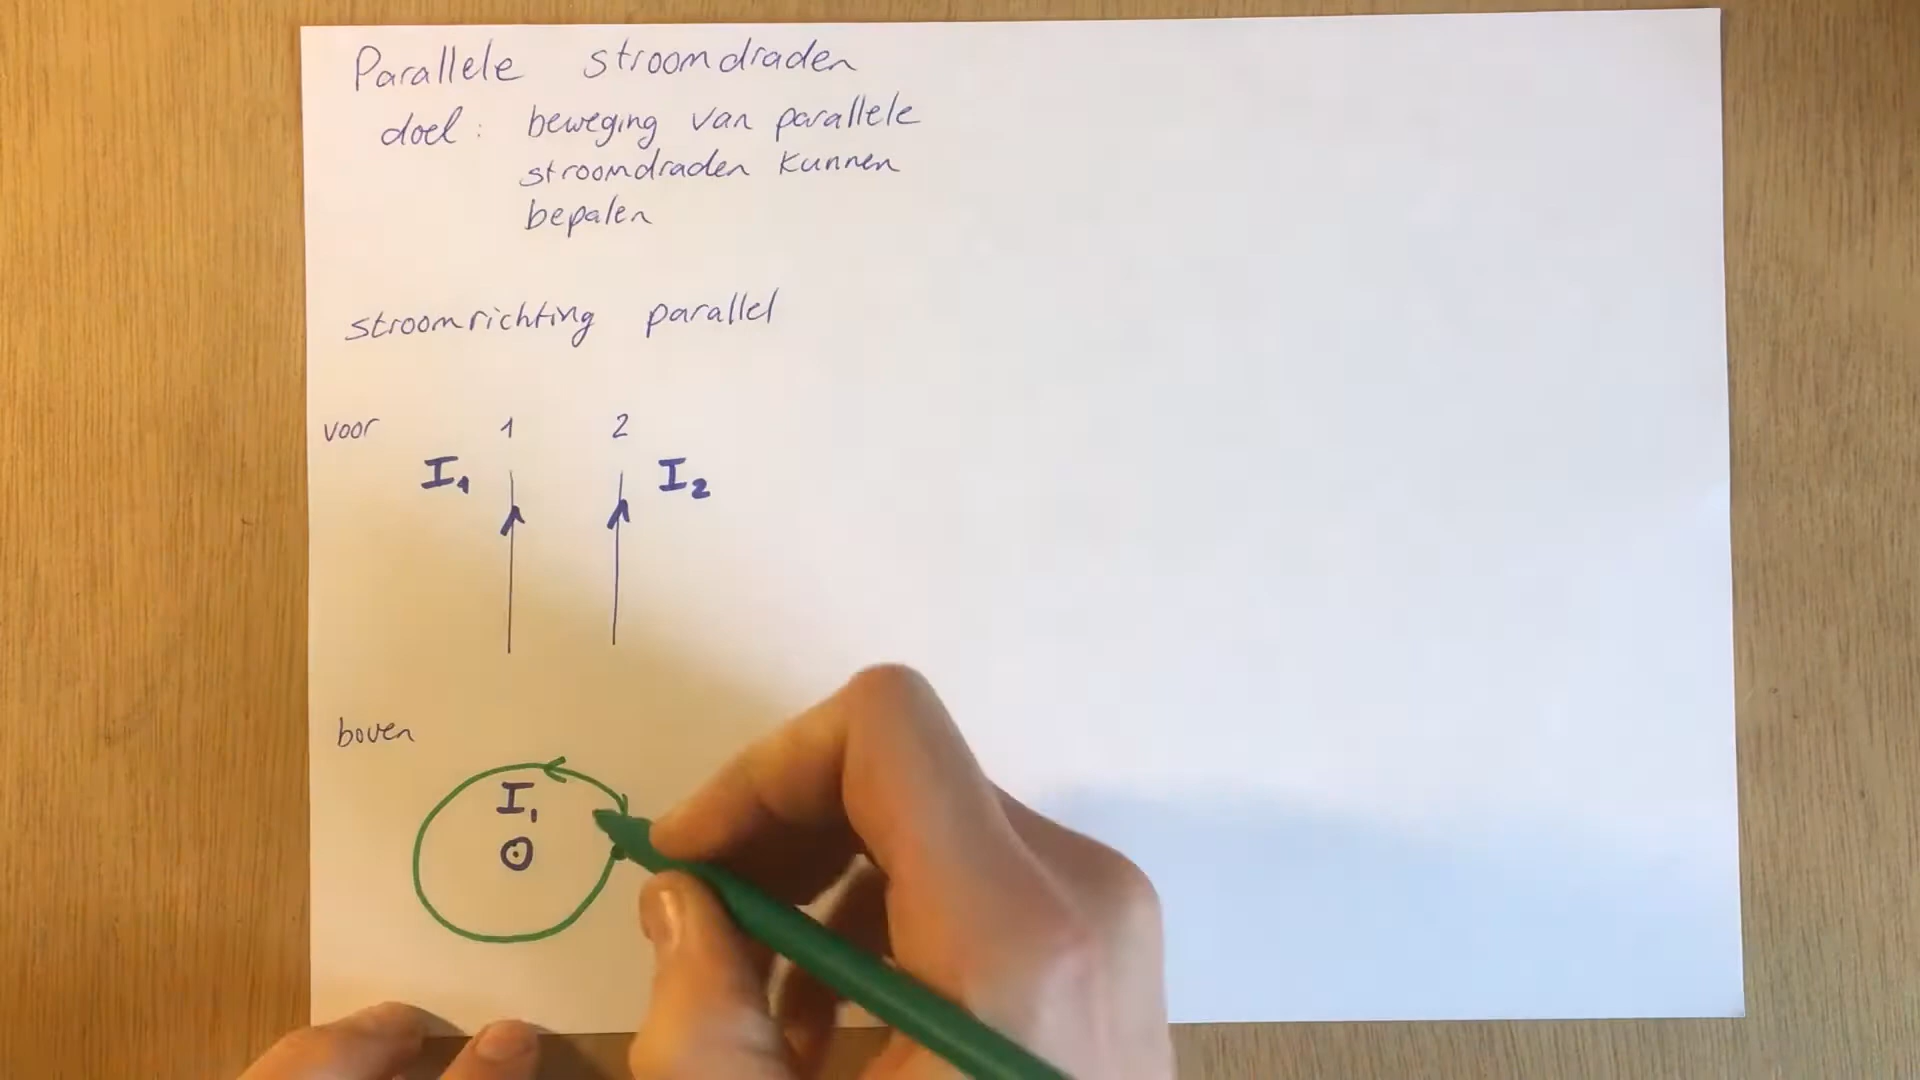 Parallele stroomdraden
doel: beweging van parallele
stroomdraden kunnen
bepalen
stroomrichting parallel
voor 1 2
I₁ I₂
boven
I₁